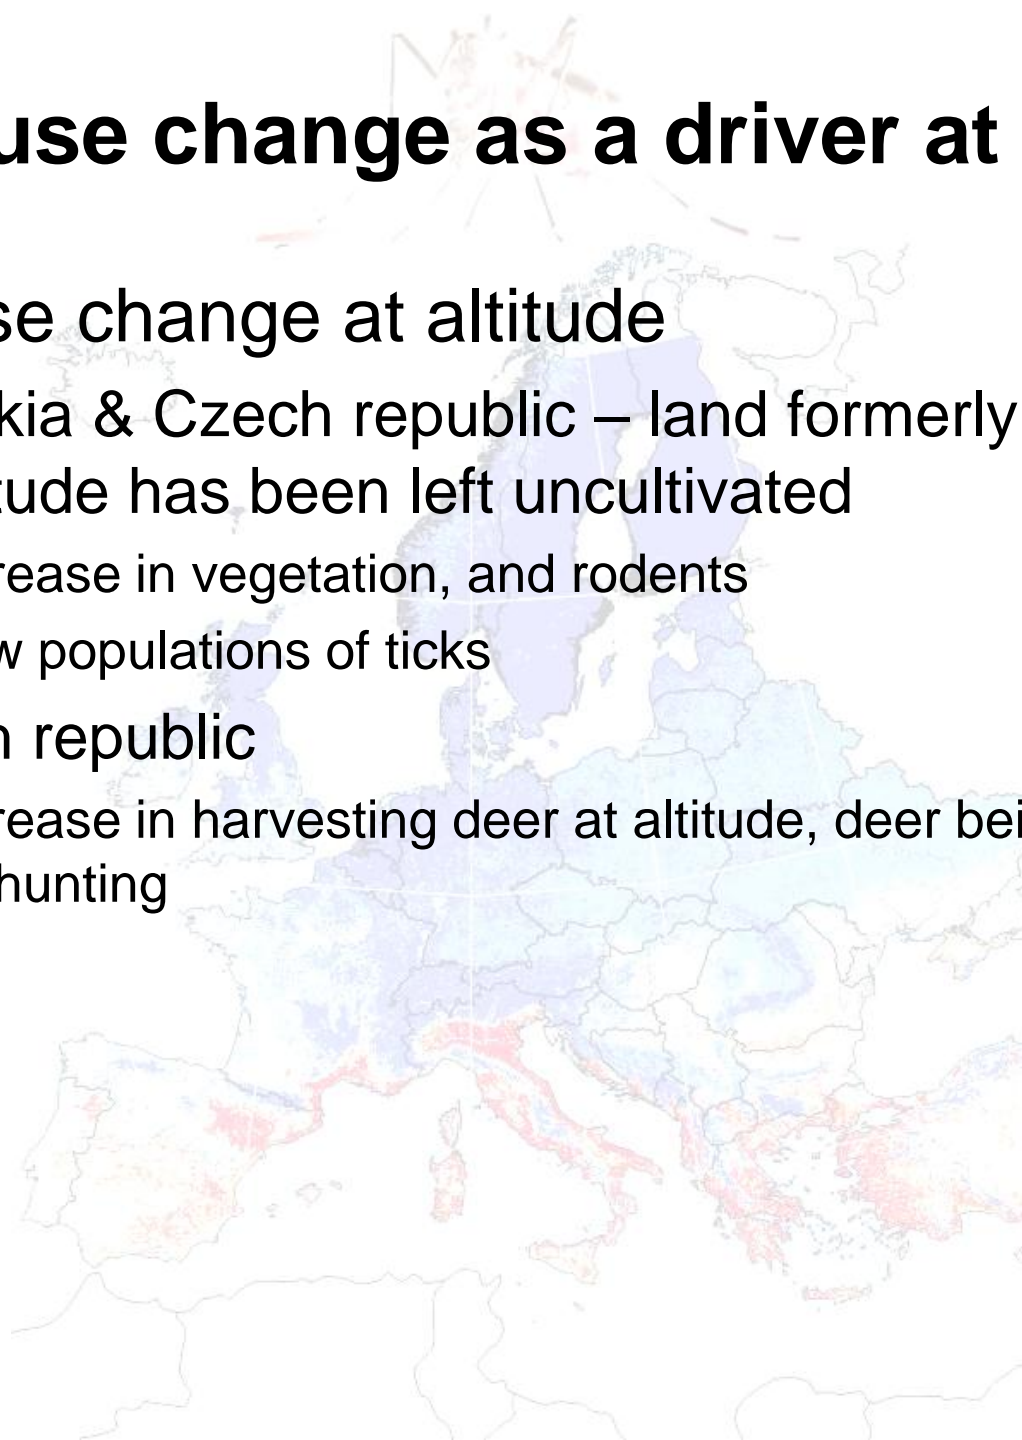 use change as a driver at
se change at altitude
kia & Czech republic – land formerly
tude has been left uncultivated
rease in vegetation, and rodents
w populations of ticks
n republic
rease in harvesting deer at altitude, deer bei
hunting